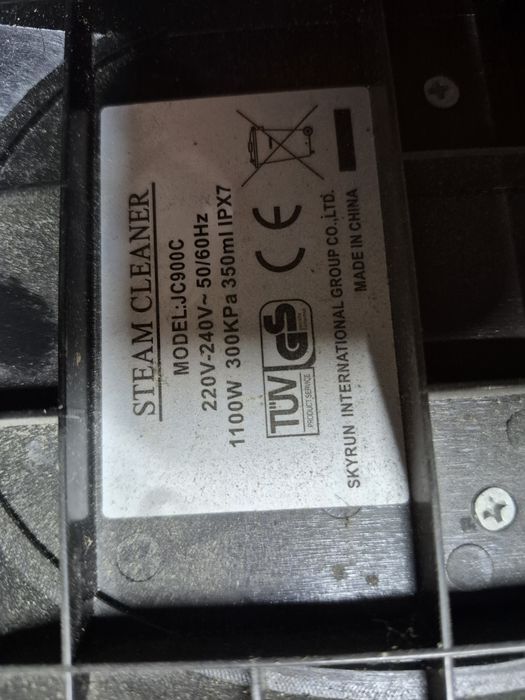 STEAM CLEANER
MODEL:JC900C
220V-240V~ 50/60Hz
1100W 300KPa 350ml IPX7
TÜV GS
PRODUCT SERVICE
CE
SKYRUN INTERNATIONAL GROUP CO.,LTD.
MADE IN CHINA